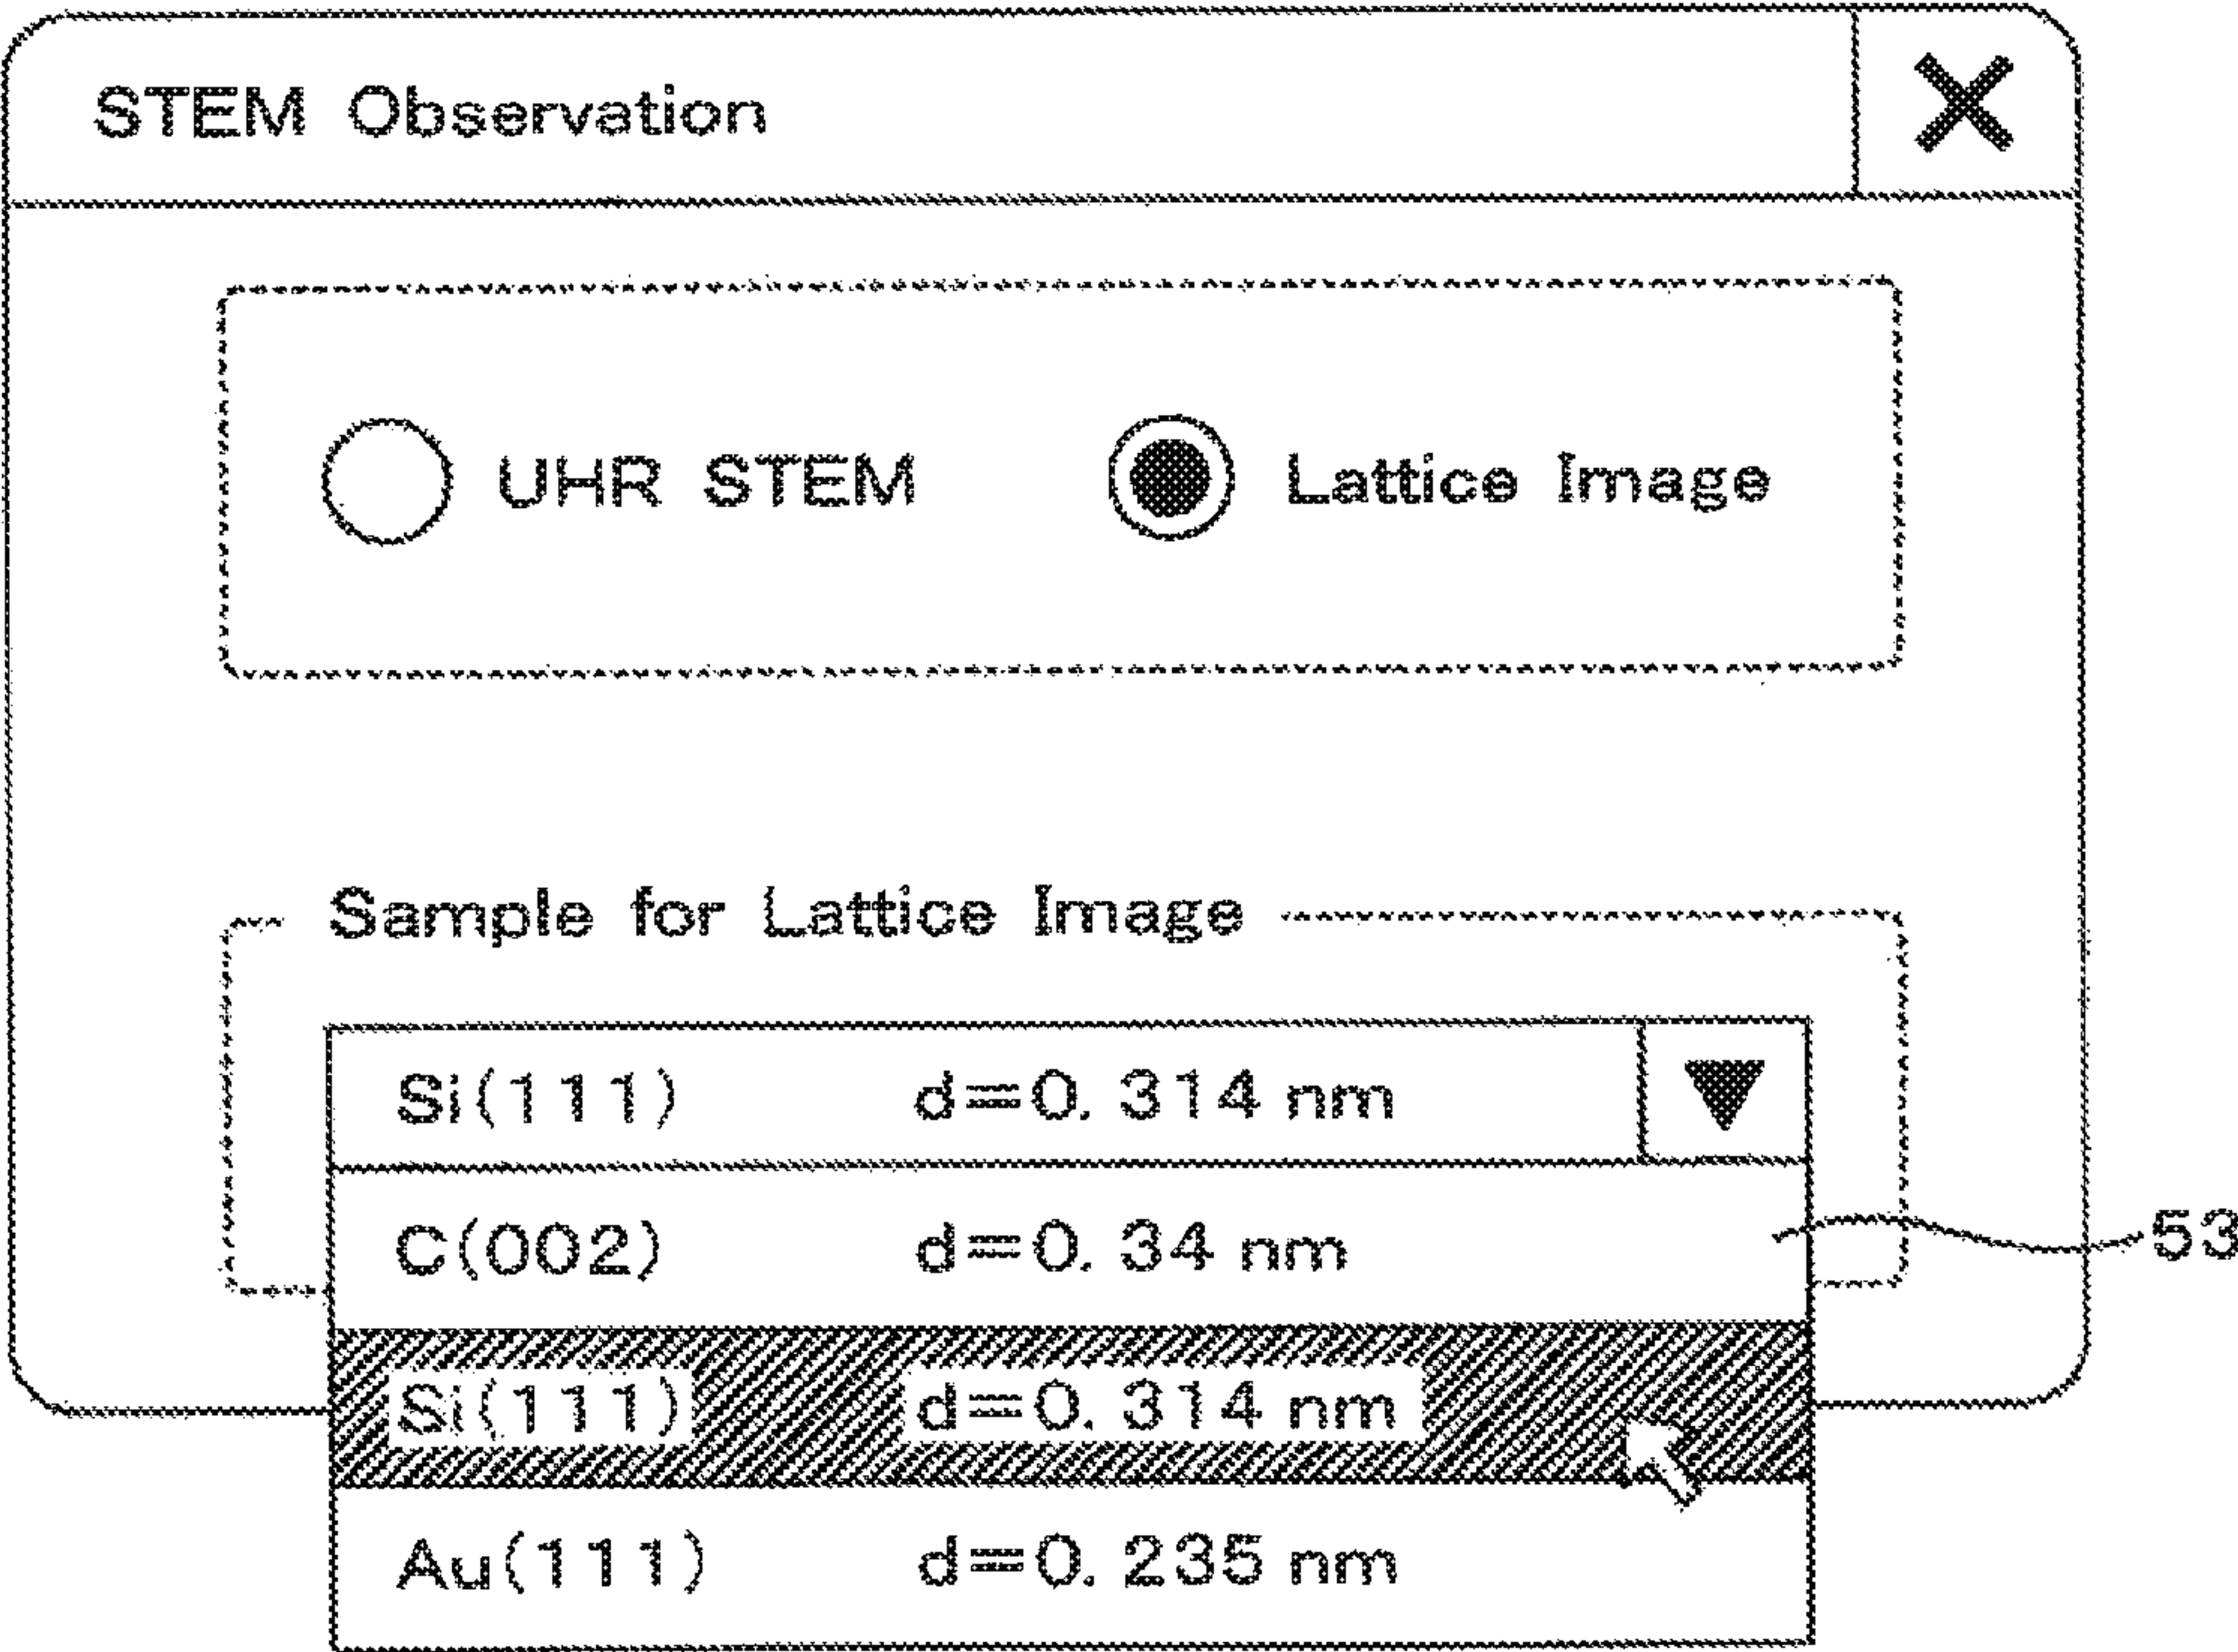 STEM Observation
UHR STEM Lattice Image
Sample for Lattice Image
Si(111) d=0.314 nm
C(002) d=0.34 nm
53
Si(111) d=0.314 nm
Au(111) d=0.235 nm